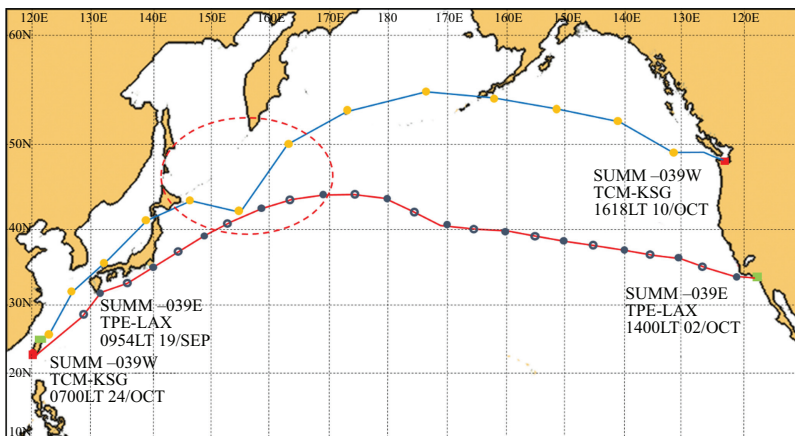 120E 130E 140E 150E 160E 170E 180 160E 150E 140E 130E 120E
60N
50N
40N
30N
20N
10N
SUMM –039W
TCM-KSG
1618LT 10/OCT
SUMM –039E
TPE-LAX
0954LT 19/SEP
SUMM –039E
TPE-LAX
1400LT 02/OCT
SUMM –039W
TCM-KSG
0700LT 24/OCT